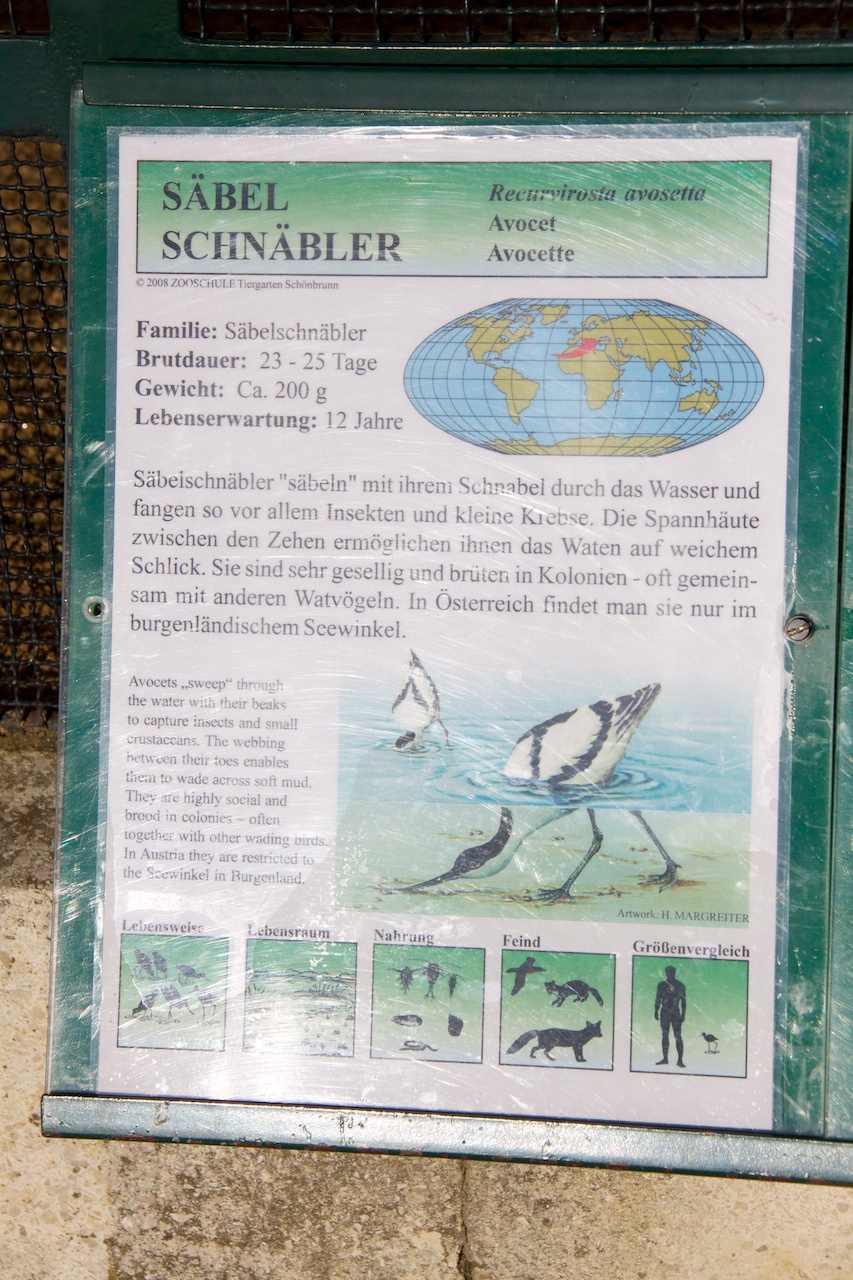 SÄBEL
SCHNÄBLER
Recurvirosta avosetta
Avocet
Avocette
© 2008 ZOOSCHULE Tiergarten Schönbrunn
Familie: Säbelschnäbler
Brutdauer: 23 - 25 Tage
Gewicht: Ca. 200 g
Lebenserwartung: 12 Jahre
Säbelschnäbler "säbeln" mit ihrem Schnabel durch das Wasser und
fangen so vor allem Insekten und kleine Krebse. Die Spannhäute
zwischen den Zehen ermöglichen ihnen das Waten auf weichem
Schlick. Sie sind sehr gesellig und brüten in Kolonien - oft gemein-
sam mit anderen Watvögeln. In Österreich findet man sie nur im
burgenländischem Seewinkel.
Avocets „sweep“ through
the water with their beaks
to capture insects and small
crustaceans. The webbing
between their toes enables
them to wade across soft mud.
They are highly social and
brood in colonies – often
together with other wading birds.
In Austria they are restricted to
the Seewinkel in Burgenland.
Artwork: H. MARGREITER
Lebensweise
Lebensraum
Nahrung
Feind
Größenvergleich